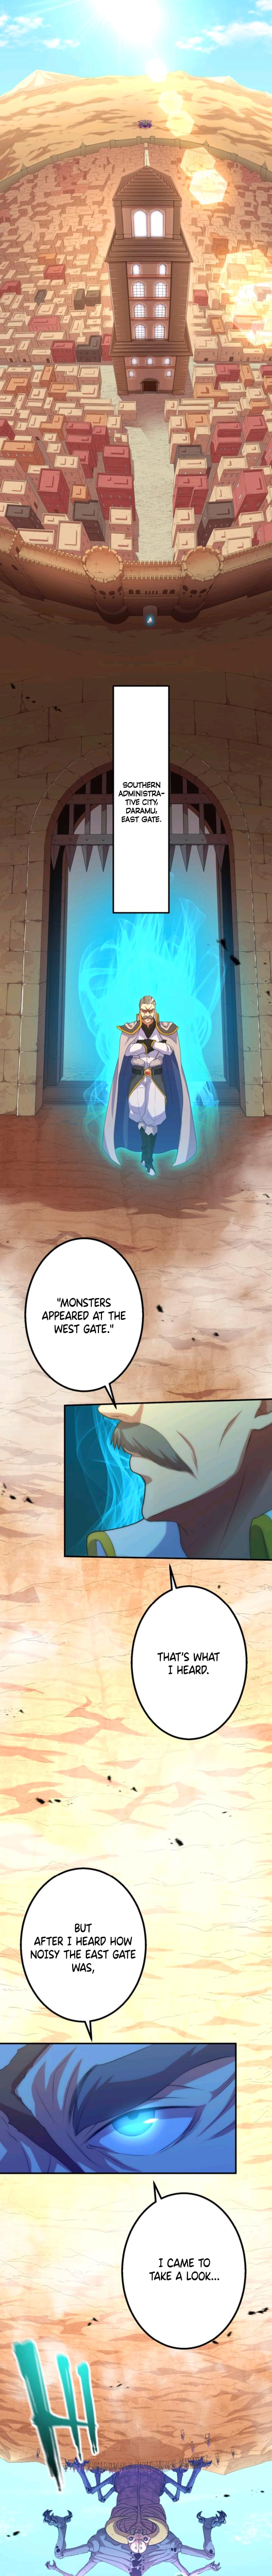 SOUTHERN
ADMINISTRA-
TIVE CITY,
DARAMU,
EAST GATE.
"MONSTERS
APPEARED AT THE
WEST GATE."
THAT'S WHAT
I HEARD.
BUT
AFTER I HEARD HOW
NOISY THE EAST GATE
WAS,
I CAME TO
TAKE A LOOK...